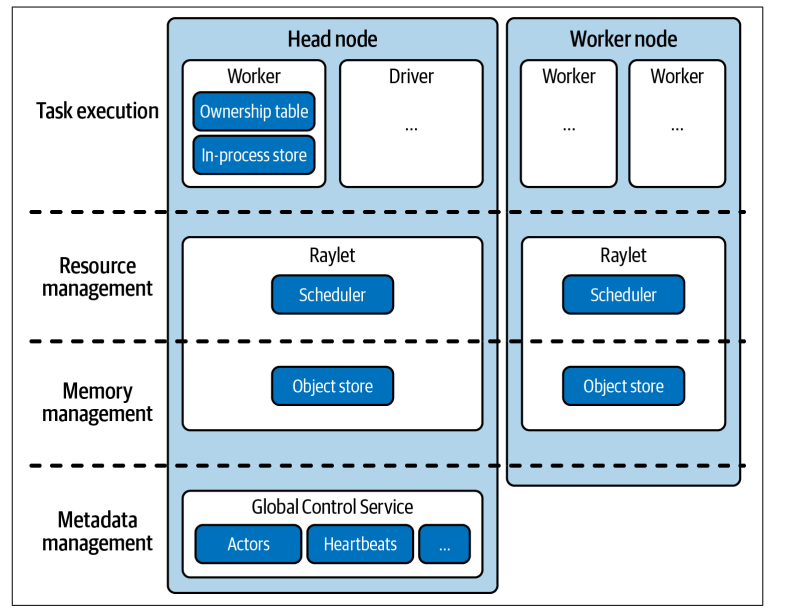 Head node
Worker node
Task execution
Worker
Ownership table
In-process store
Driver
...
Worker
...
Worker
...
Resource
management
Raylet
Scheduler
Raylet
Scheduler
Memory
management
Object store
Object store
Metadata
management
Global Control Service
Actors
Heartbeats
...